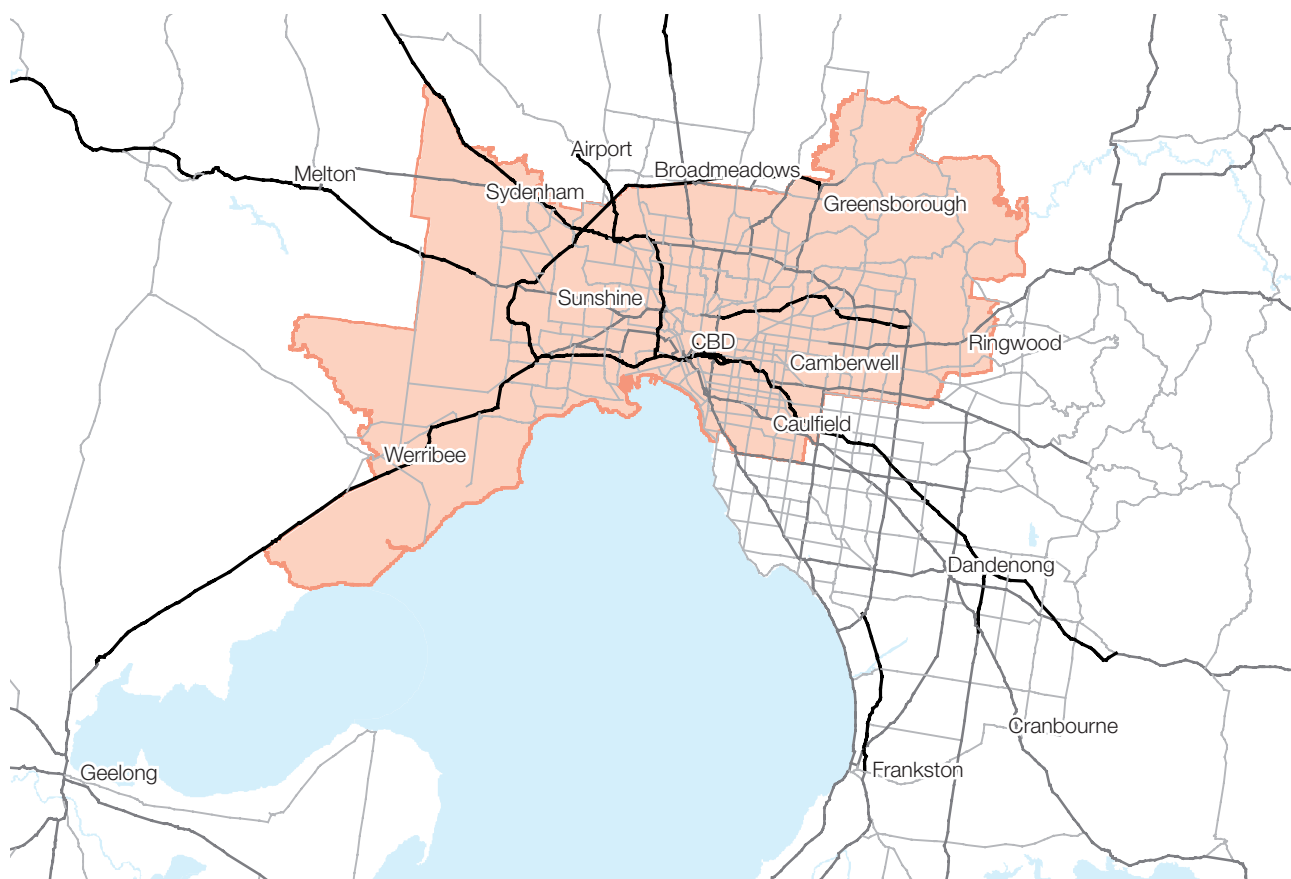 Airport
Broadmeadows
Melton
Sydenham
Greensborough
Sunshine
CBD
Ringwood
Camberwell
Caulfield
Werribee
Dandenong
Cranbourne
Frankston
Geelong